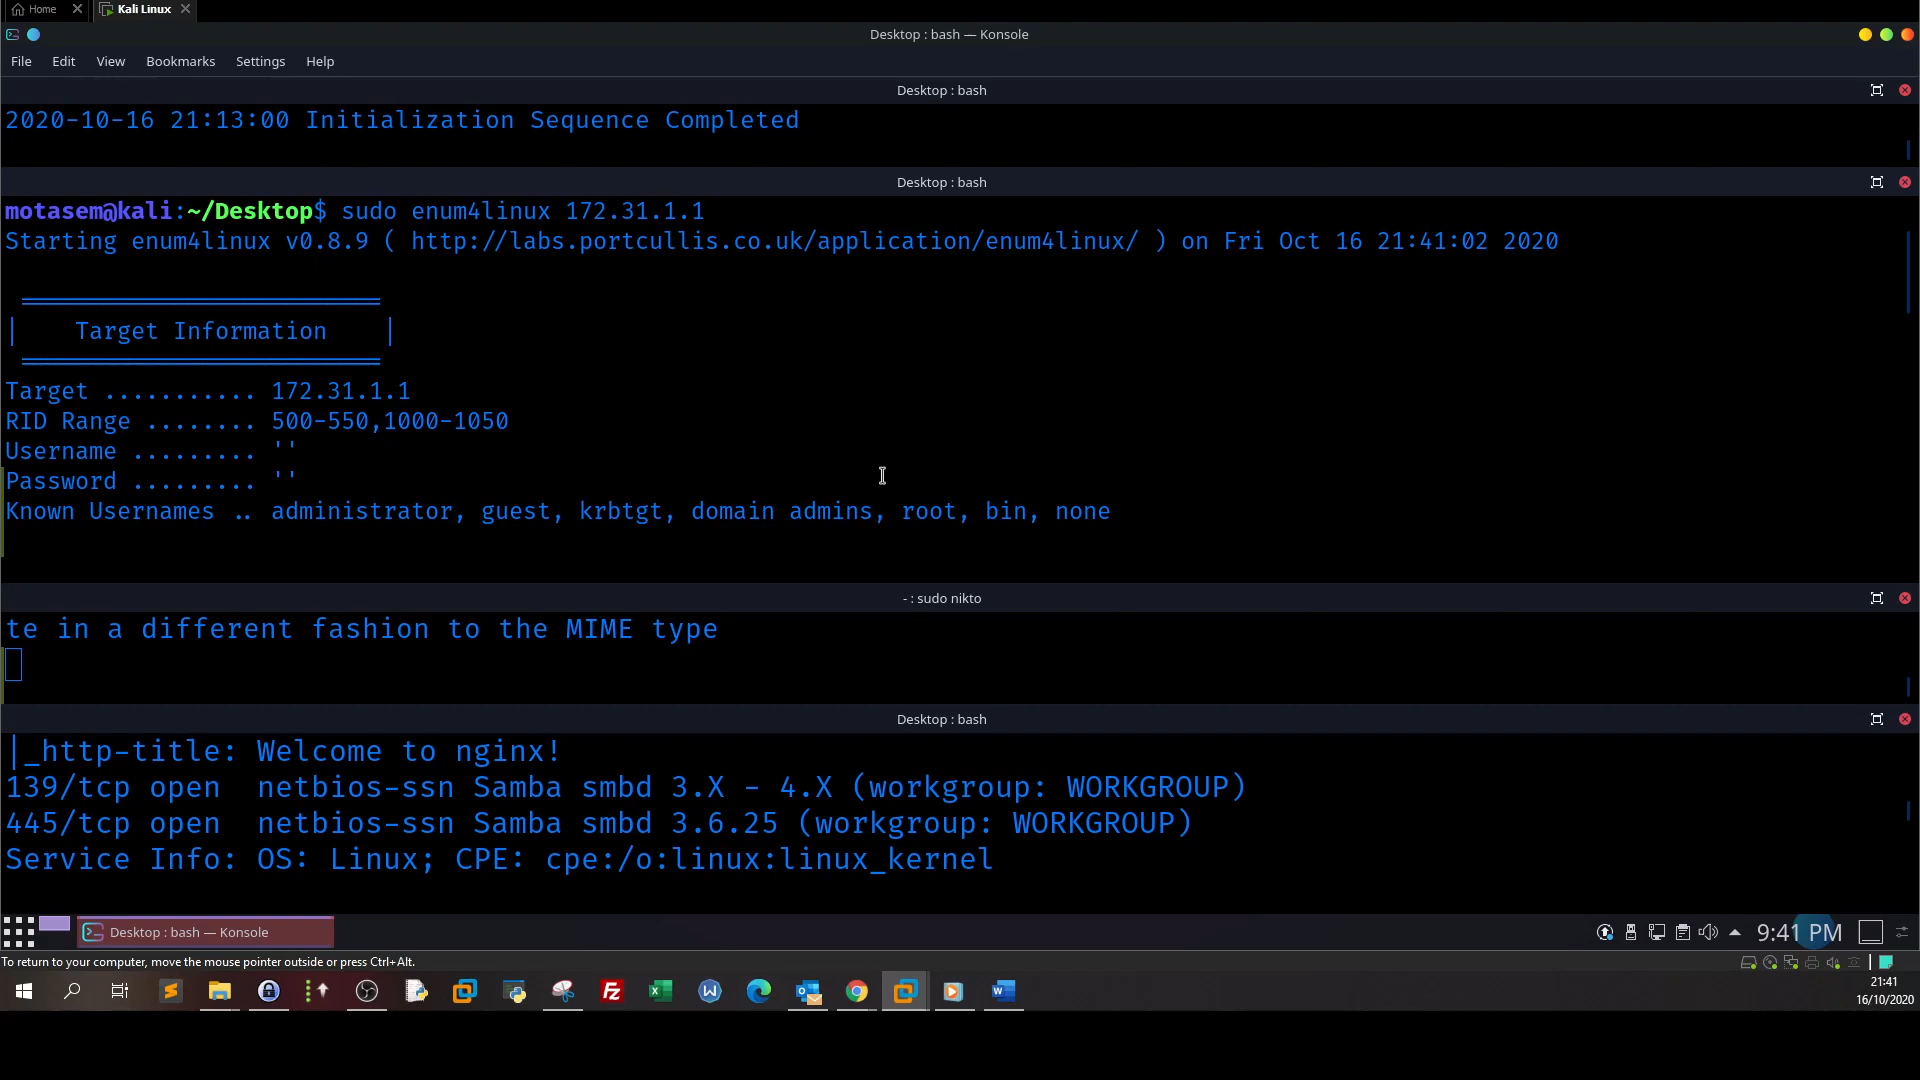 Home
Kali Linux
Desktop : bash — Konsole
File Edit View Bookmarks Settings Help
Desktop : bash
2020-10-16 21:13:00 Initialization Sequence Completed
Desktop : bash
motasem@kali:~/Desktop$ sudo enum4linux 172.31.1.1
Starting enum4linux v0.8.9 ( http://labs.portcullis.co.uk/application/enum4linux/ ) on Fri Oct 16 21:41:02 2020
==========================
|    Target Information    |
==========================
Target ........... 172.31.1.1
RID Range ........ 500-550,1000-1050
Username ......... ''
Password ......... ''
Known Usernames .. administrator, guest, krbtgt, domain admins, root, bin, none
- : sudo nikto
te in a different fashion to the MIME type
Desktop : bash
|_http-title: Welcome to nginx!
139/tcp open  netbios-ssn Samba smbd 3.X - 4.X (workgroup: WORKGROUP)
445/tcp open  netbios-ssn Samba smbd 3.6.25 (workgroup: WORKGROUP)
Service Info: OS: Linux; CPE: cpe:/o:linux:linux_kernel
Desktop : bash — Konsole
9:41 PM
To return to your computer, move the mouse pointer outside or press Ctrl+Alt.
21:41
16/10/2020